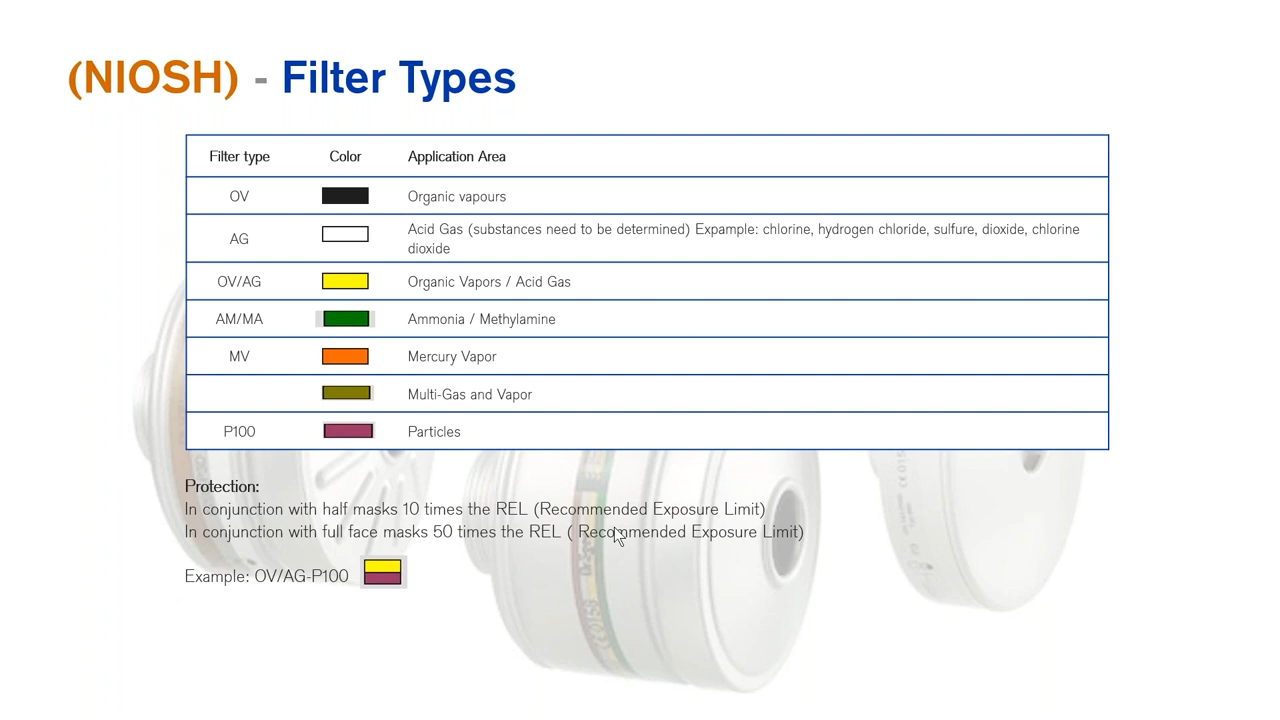 (NIOSH) - Filter Types
Filter type Color Application Area
OV Organic vapours
AG Acid Gas (substances need to be determined) Expample: chlorine, hydrogen chloride, sulfure, dioxide, chlorine
dioxide
OV/AG Organic Vapors / Acid Gas
AM/MA Ammonia / Methylamine
MV Mercury Vapor
Multi-Gas and Vapor
P100 Particles
Protection:
In conjunction with half masks 10 times the REL (Recommended Exposure Limit)
In conjunction with full face masks 50 times the REL ( Recommended Exposure Limit)
Example: OV/AG-P100